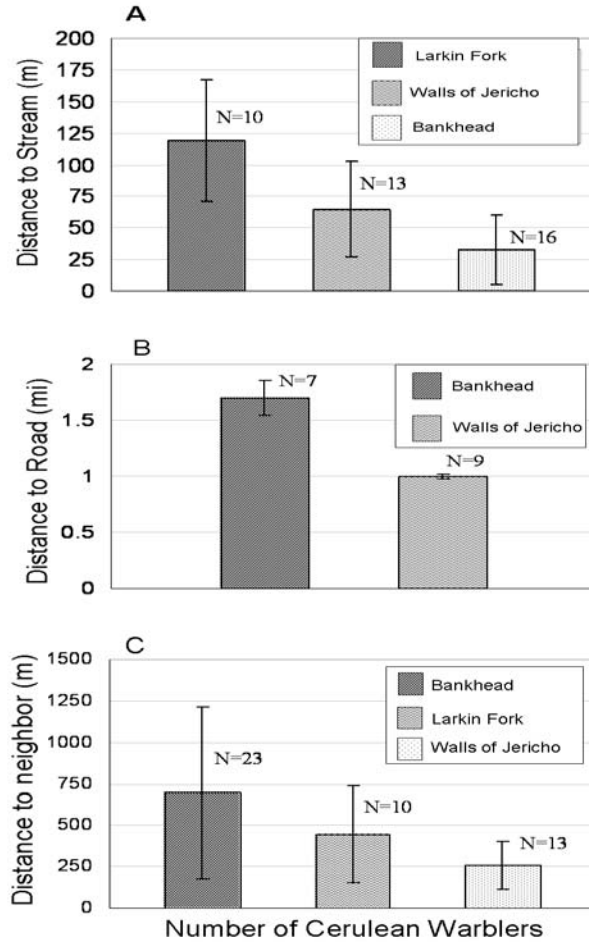 A
Distance to Stream (m)
200
175
150
125
100
75
50
25
0
N=10
N=13
N=16
Larkin Fork
Walls of Jericho
Bankhead
B
Distance to Road (mi)
2
1.5
1
0.5
0
N=7
N=9
Bankhead
Walls of Jericho
C
Distance to neighbor (m)
1500
1250
1000
750
500
250
0
N=23
N=10
N=13
Bankhead
Larkin Fork
Walls of Jericho
Number of Cerulean Warblers